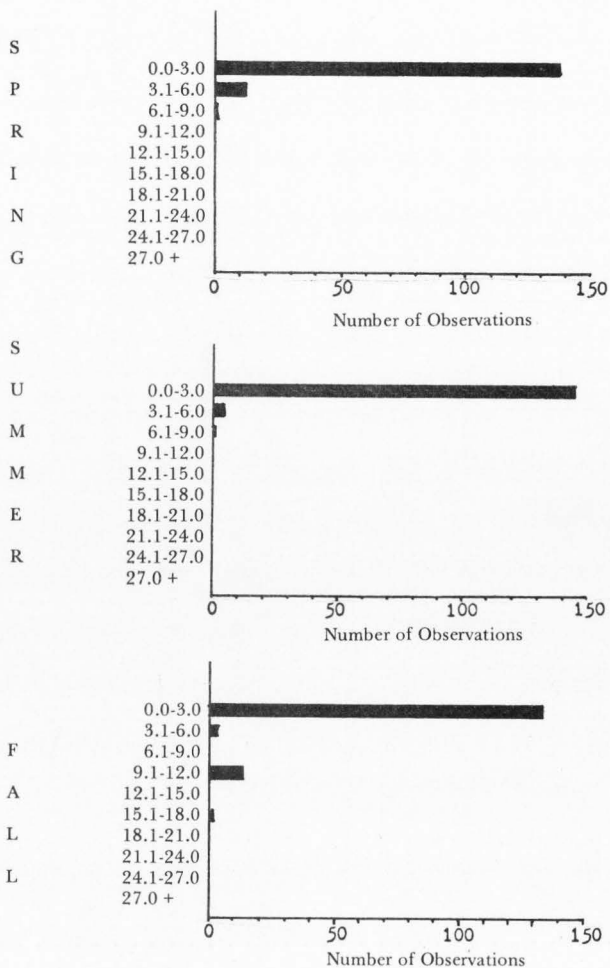 S
0.0-3.0
P 3.1-6.0
6.1-9.0
R 9.1-12.0
12.1-15.0
I 15.1-18.0
18.1-21.0
N 21.1-24.0
24.1-27.0
G 27.0 +
0 50 100 150
Number of Observations
S
U 0.0-3.0
3.1-6.0
M 6.1-9.0
9.1-12.0
M 12.1-15.0
15.1-18.0
E 18.1-21.0
21.1-24.0
R 24.1-27.0
27.0 +
0 50 100 150
Number of Observations
0.0-3.0
3.1-6.0
F 6.1-9.0
9.1-12.0
A 12.1-15.0
15.1-18.0
L 18.1-21.0
21.1-24.0
L 24.1-27.0
27.0 +
0 50 100 150
Number of Observations